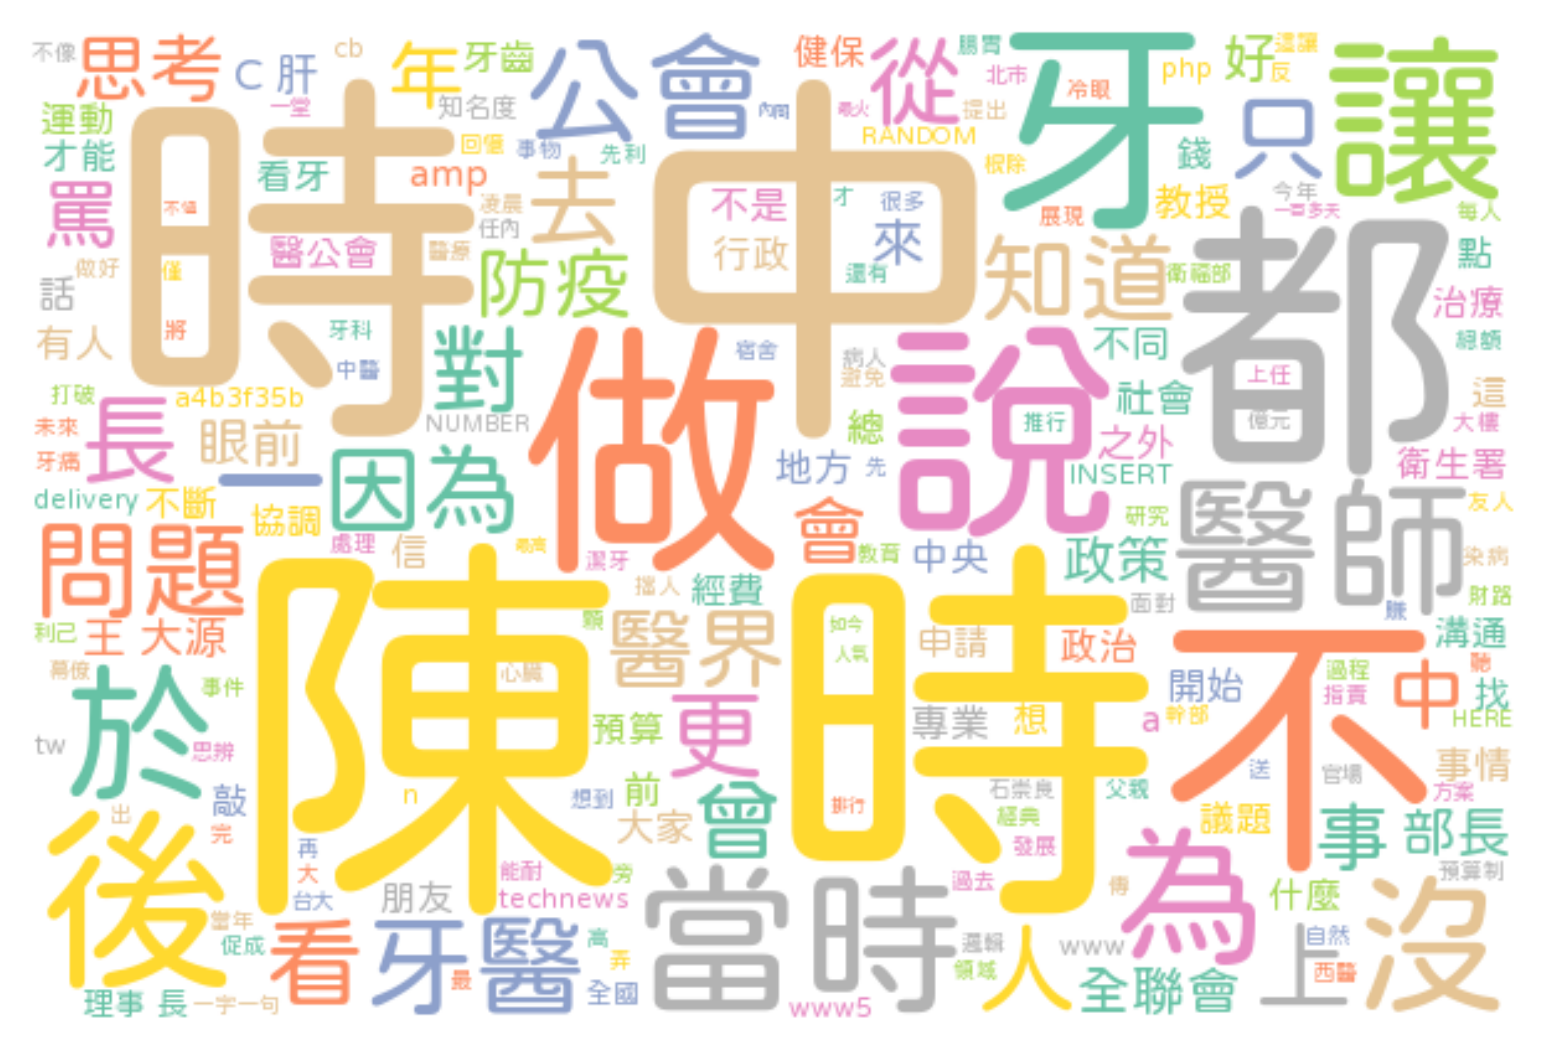 不像
思考
C 肝
cb
年
牙齒
公會
健保
從
腸胃
牙
php
好
這讓
反
讓
一堂
知名度
內向
最火
提出
北市
冷眼
RANDOM
只
運動
才能
時
回億
事物
先利
中
根除
錢
看牙
amp
去
不是
才
很多
教授
今年
一百多天
每人
罵
不值
凌晨
任內
展現
都
醫公會
醫療
防疫
行政
來
還有
知道
衛福部
點
做好
僅
話
治療
將
牙科
有人
中醫
對
做
宿舍
病人
避免
說
不同
總額
上任
打破
a4b3f35b
社會
這
長
NUMBER
總
推行
億元
大樓
未來
眼前
之外
牙痛
一
因為
地方
先
INSERT
衛生署
delivery
不斷
協調
會
研究
醫師
友人
問題
處理
信
最高
潔牙
教育
中央
政策
染病
陳
攜人
經費
時
面對
賺
財路
利己
王
大源
顆
醫界
如今
人氣
申請
政治
不
溝通
幕僚
於
事件
心臟
開始
過程
指責
中
聽
找
tw
思辨
預算
更
專業
想
a
幹部
HERE
敲
n
想到
前
石崇良
父親
送
官場
事情
方案
後
出
完
大家
曾
排行
經典
議題
事
部長
再
大
台大
能耐
旁
發展
為
預算制
朋友
technews
當時
過去
傳
什麼
沒
當年
促成
看
牙醫
高
弄
邏輯
領域
人
www
自然
西醫
上
最
全國
全聯會
理事
長
一字一句
www5